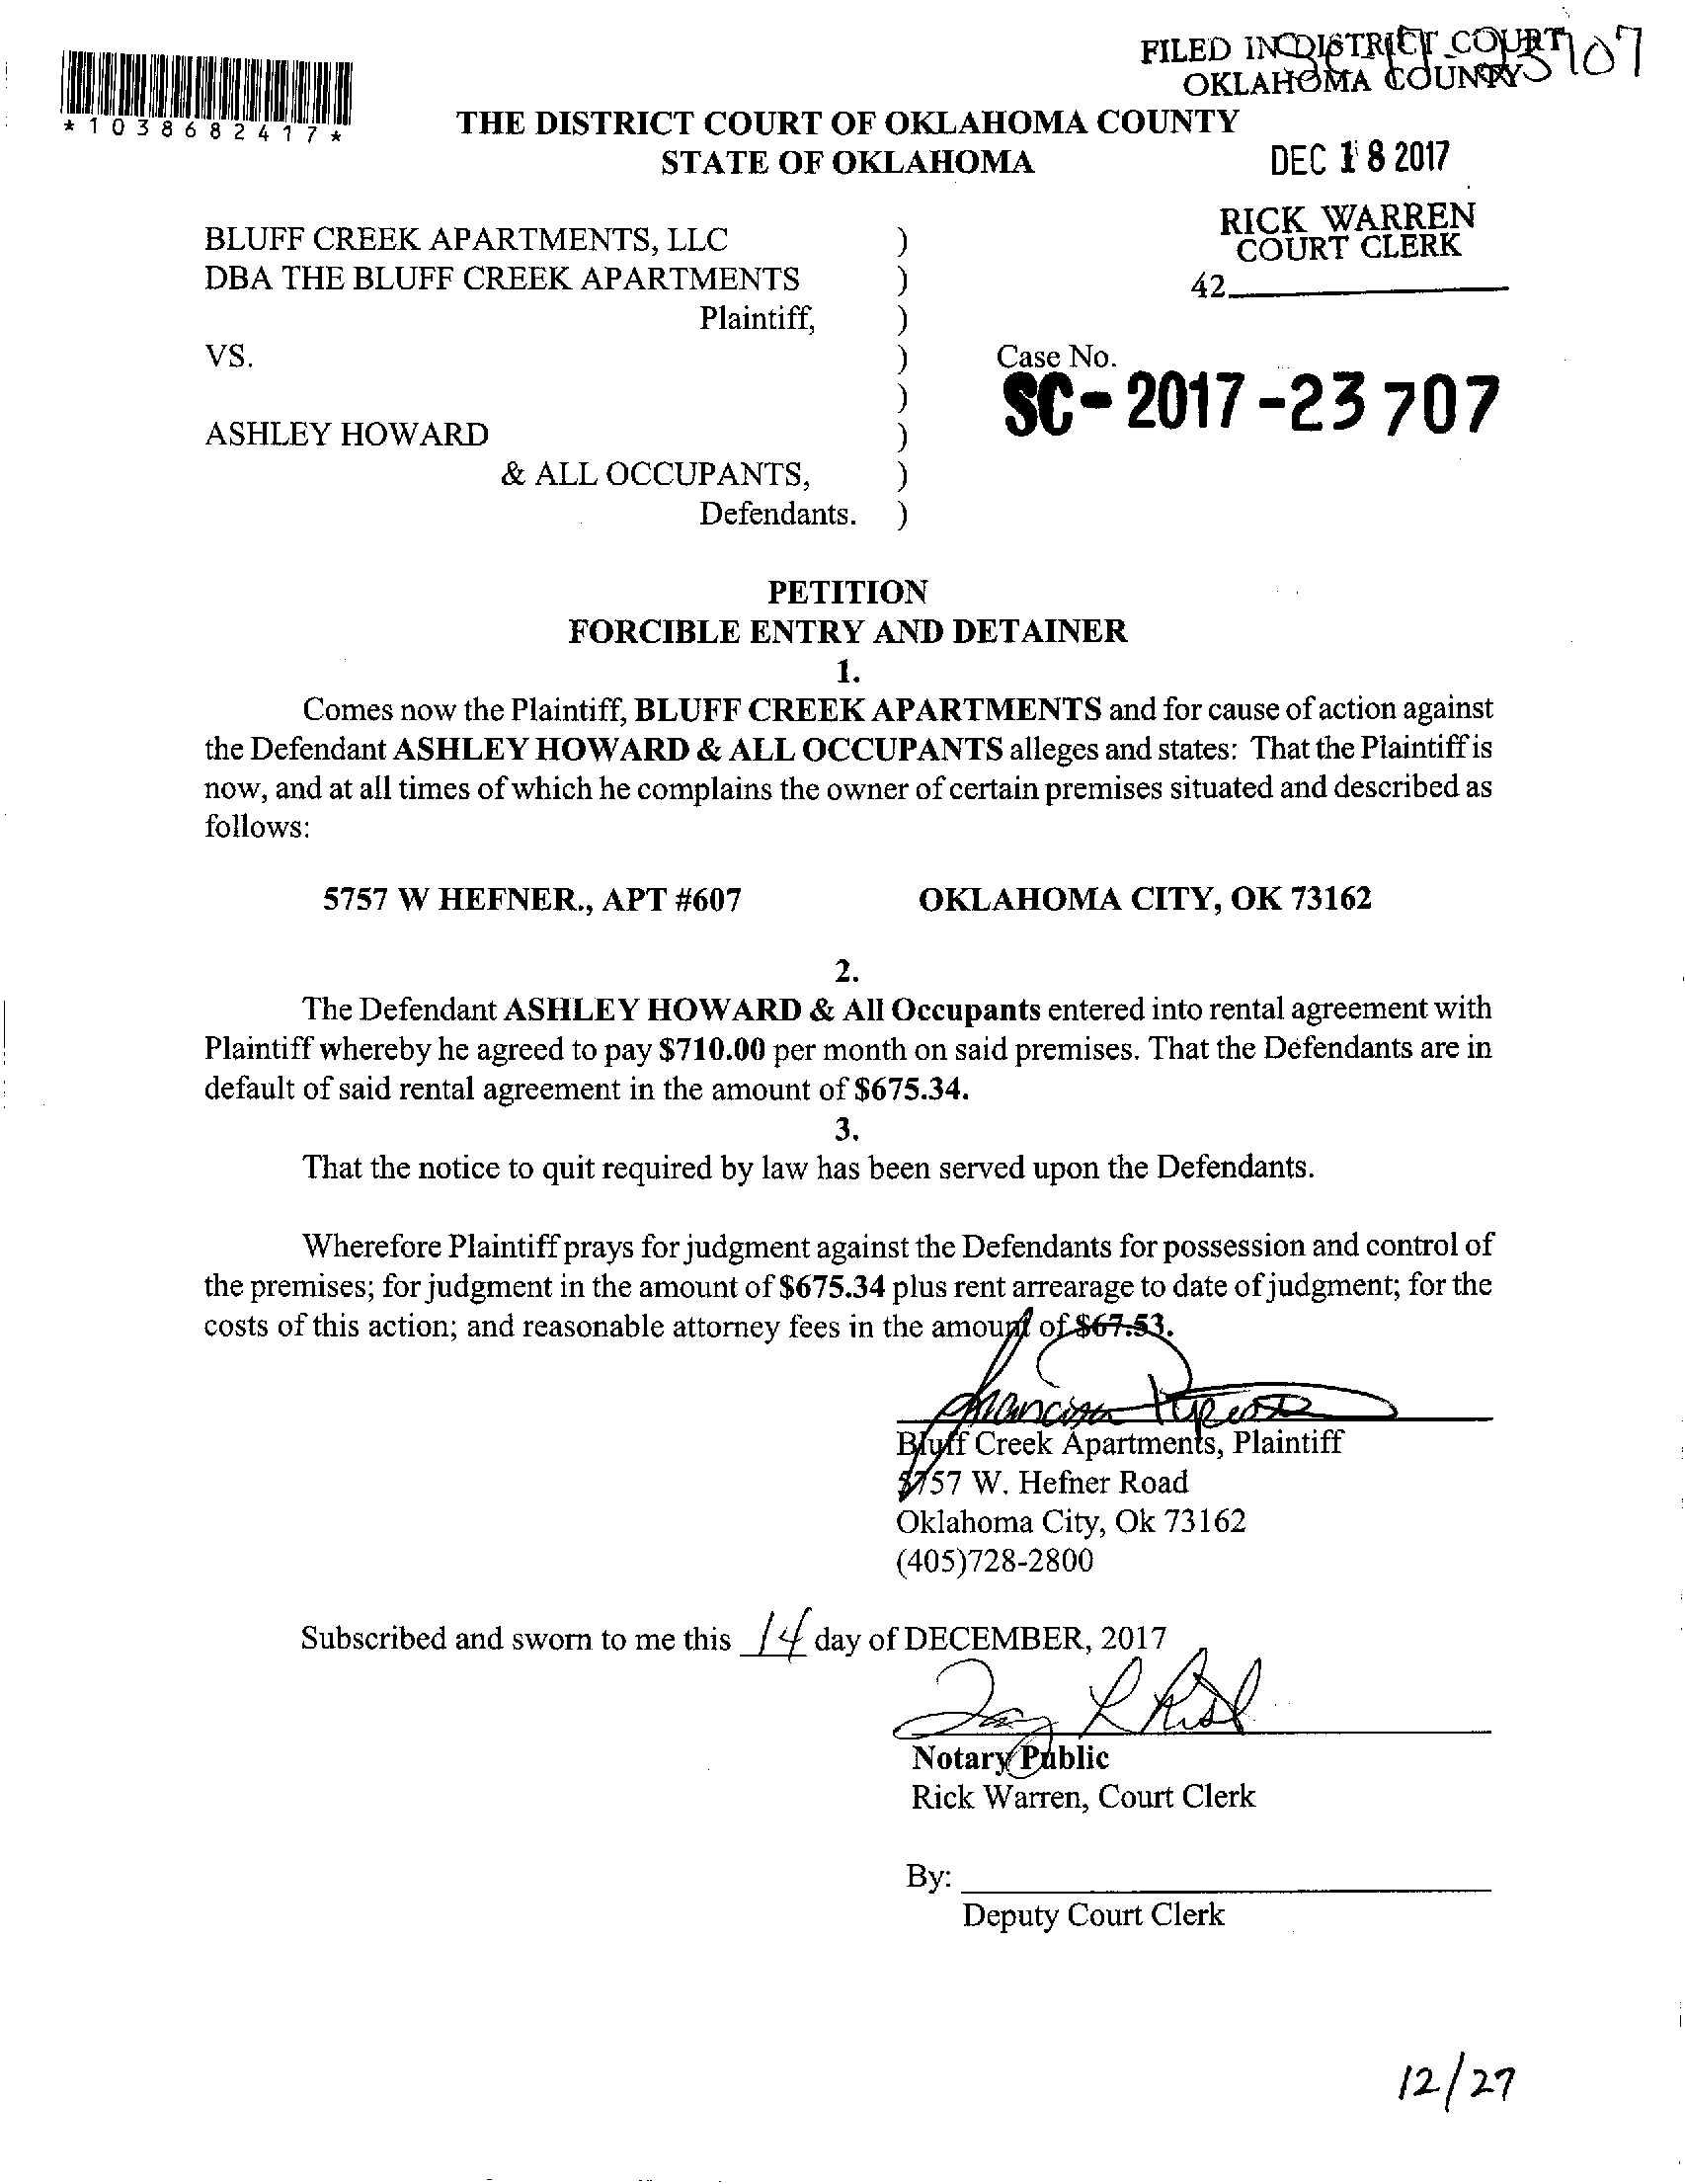 FILED IN DISTRICT COURT
OKLAHOMA COUNTY
*1038682417*
THE DISTRICT COURT OF OKLAHOMA COUNTY
STATE OF OKLAHOMA
DEC 18 2017
RICK WARREN
COURT CLERK
42
BLUFF CREEK APARTMENTS, LLC )
DBA THE BLUFF CREEK APARTMENTS )
Plaintiff, )
VS. ) Case No.
) SC-2017-23707
ASHLEY HOWARD )
& ALL OCCUPANTS, )
Defendants. )
PETITION
FORCIBLE ENTRY AND DETAINER
1.
Comes now the Plaintiff, BLUFF CREEK APARTMENTS and for cause of action against
the Defendant ASHLEY HOWARD & ALL OCCUPANTS alleges and states: That the Plaintiff is
now, and at all times of which he complains the owner of certain premises situated and described as
follows:
5757 W HEFNER., APT #607 OKLAHOMA CITY, OK 73162
2.
The Defendant ASHLEY HOWARD & All Occupants entered into rental agreement with
Plaintiff whereby he agreed to pay $710.00 per month on said premises. That the Defendants are in
default of said rental agreement in the amount of $675.34.
3.
That the notice to quit required by law has been served upon the Defendants.
Wherefore Plaintiff prays for judgment against the Defendants for possession and control of
the premises; for judgment in the amount of $675.34 plus rent arrearage to date of judgment; for the
costs of this action; and reasonable attorney fees in the amount of $67.53.
Bluff Creek Apartments, Plaintiff
5757 W. Hefner Road
Oklahoma City, Ok 73162
(405)728-2800
Subscribed and sworn to me this 14 day of DECEMBER, 2017
Notary Public
Rick Warren, Court Clerk
By:
Deputy Court Clerk
12/27